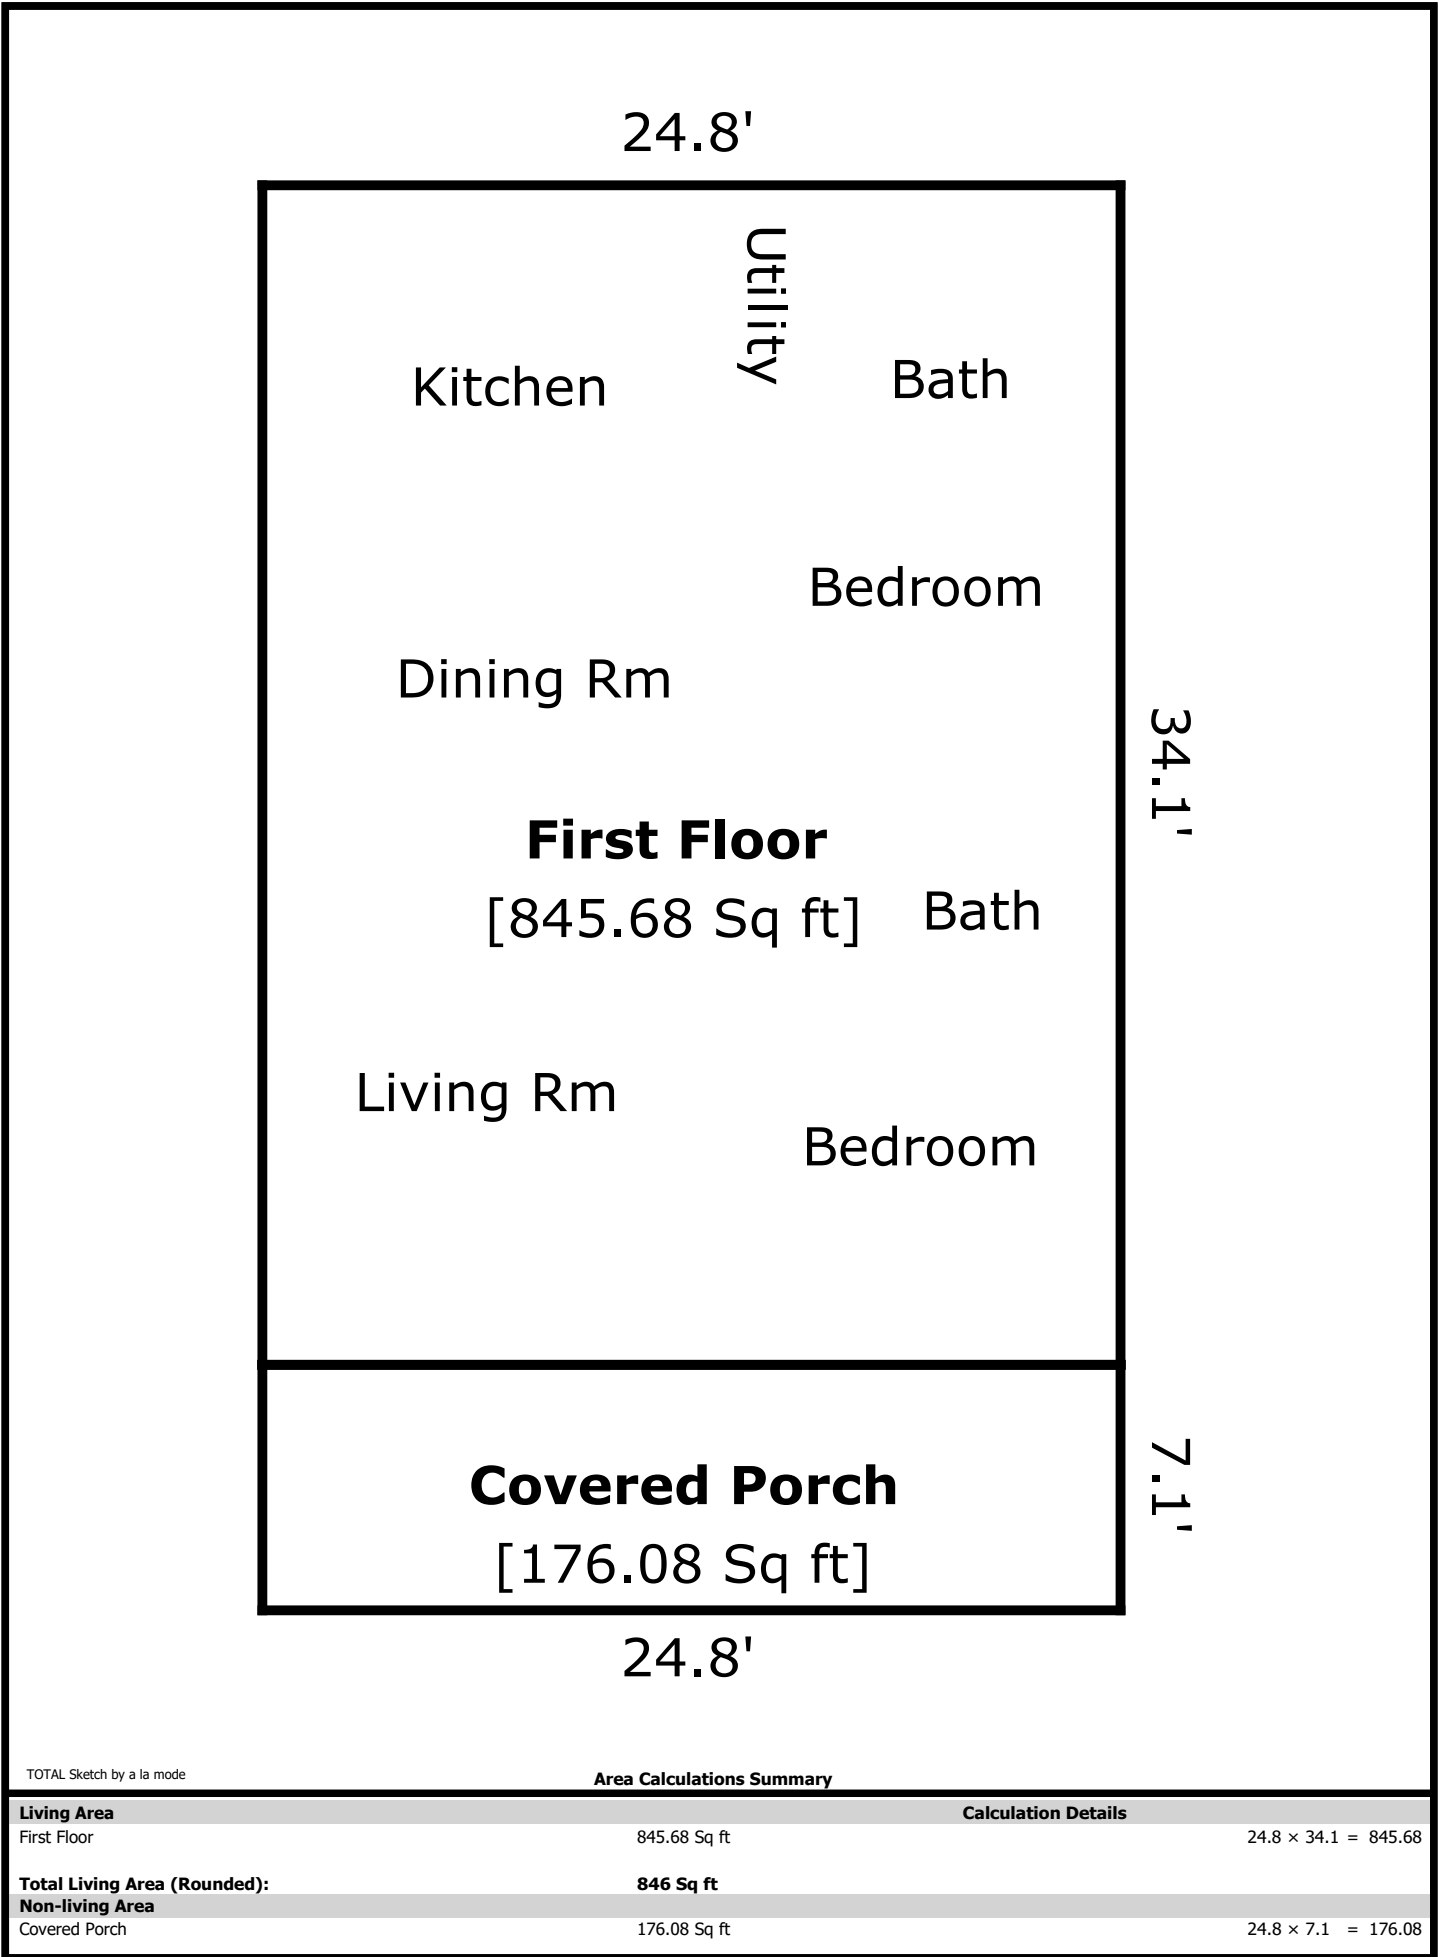 24.8'
Utility
Kitchen
Bath
Bedroom
Dining Rm
34.1'
First Floor
[845.68 Sq ft]
Bath
Living Rm
Bedroom
7.1'
Covered Porch
[176.08 Sq ft]
24.8'
TOTAL Sketch by a la mode
Area Calculations Summary
Living Area Calculation Details
First Floor 845.68 Sq ft 24.8 × 34.1 = 845.68
Total Living Area (Rounded): 846 Sq ft
Non-living Area
Covered Porch 176.08 Sq ft 24.8 × 7.1 = 176.08